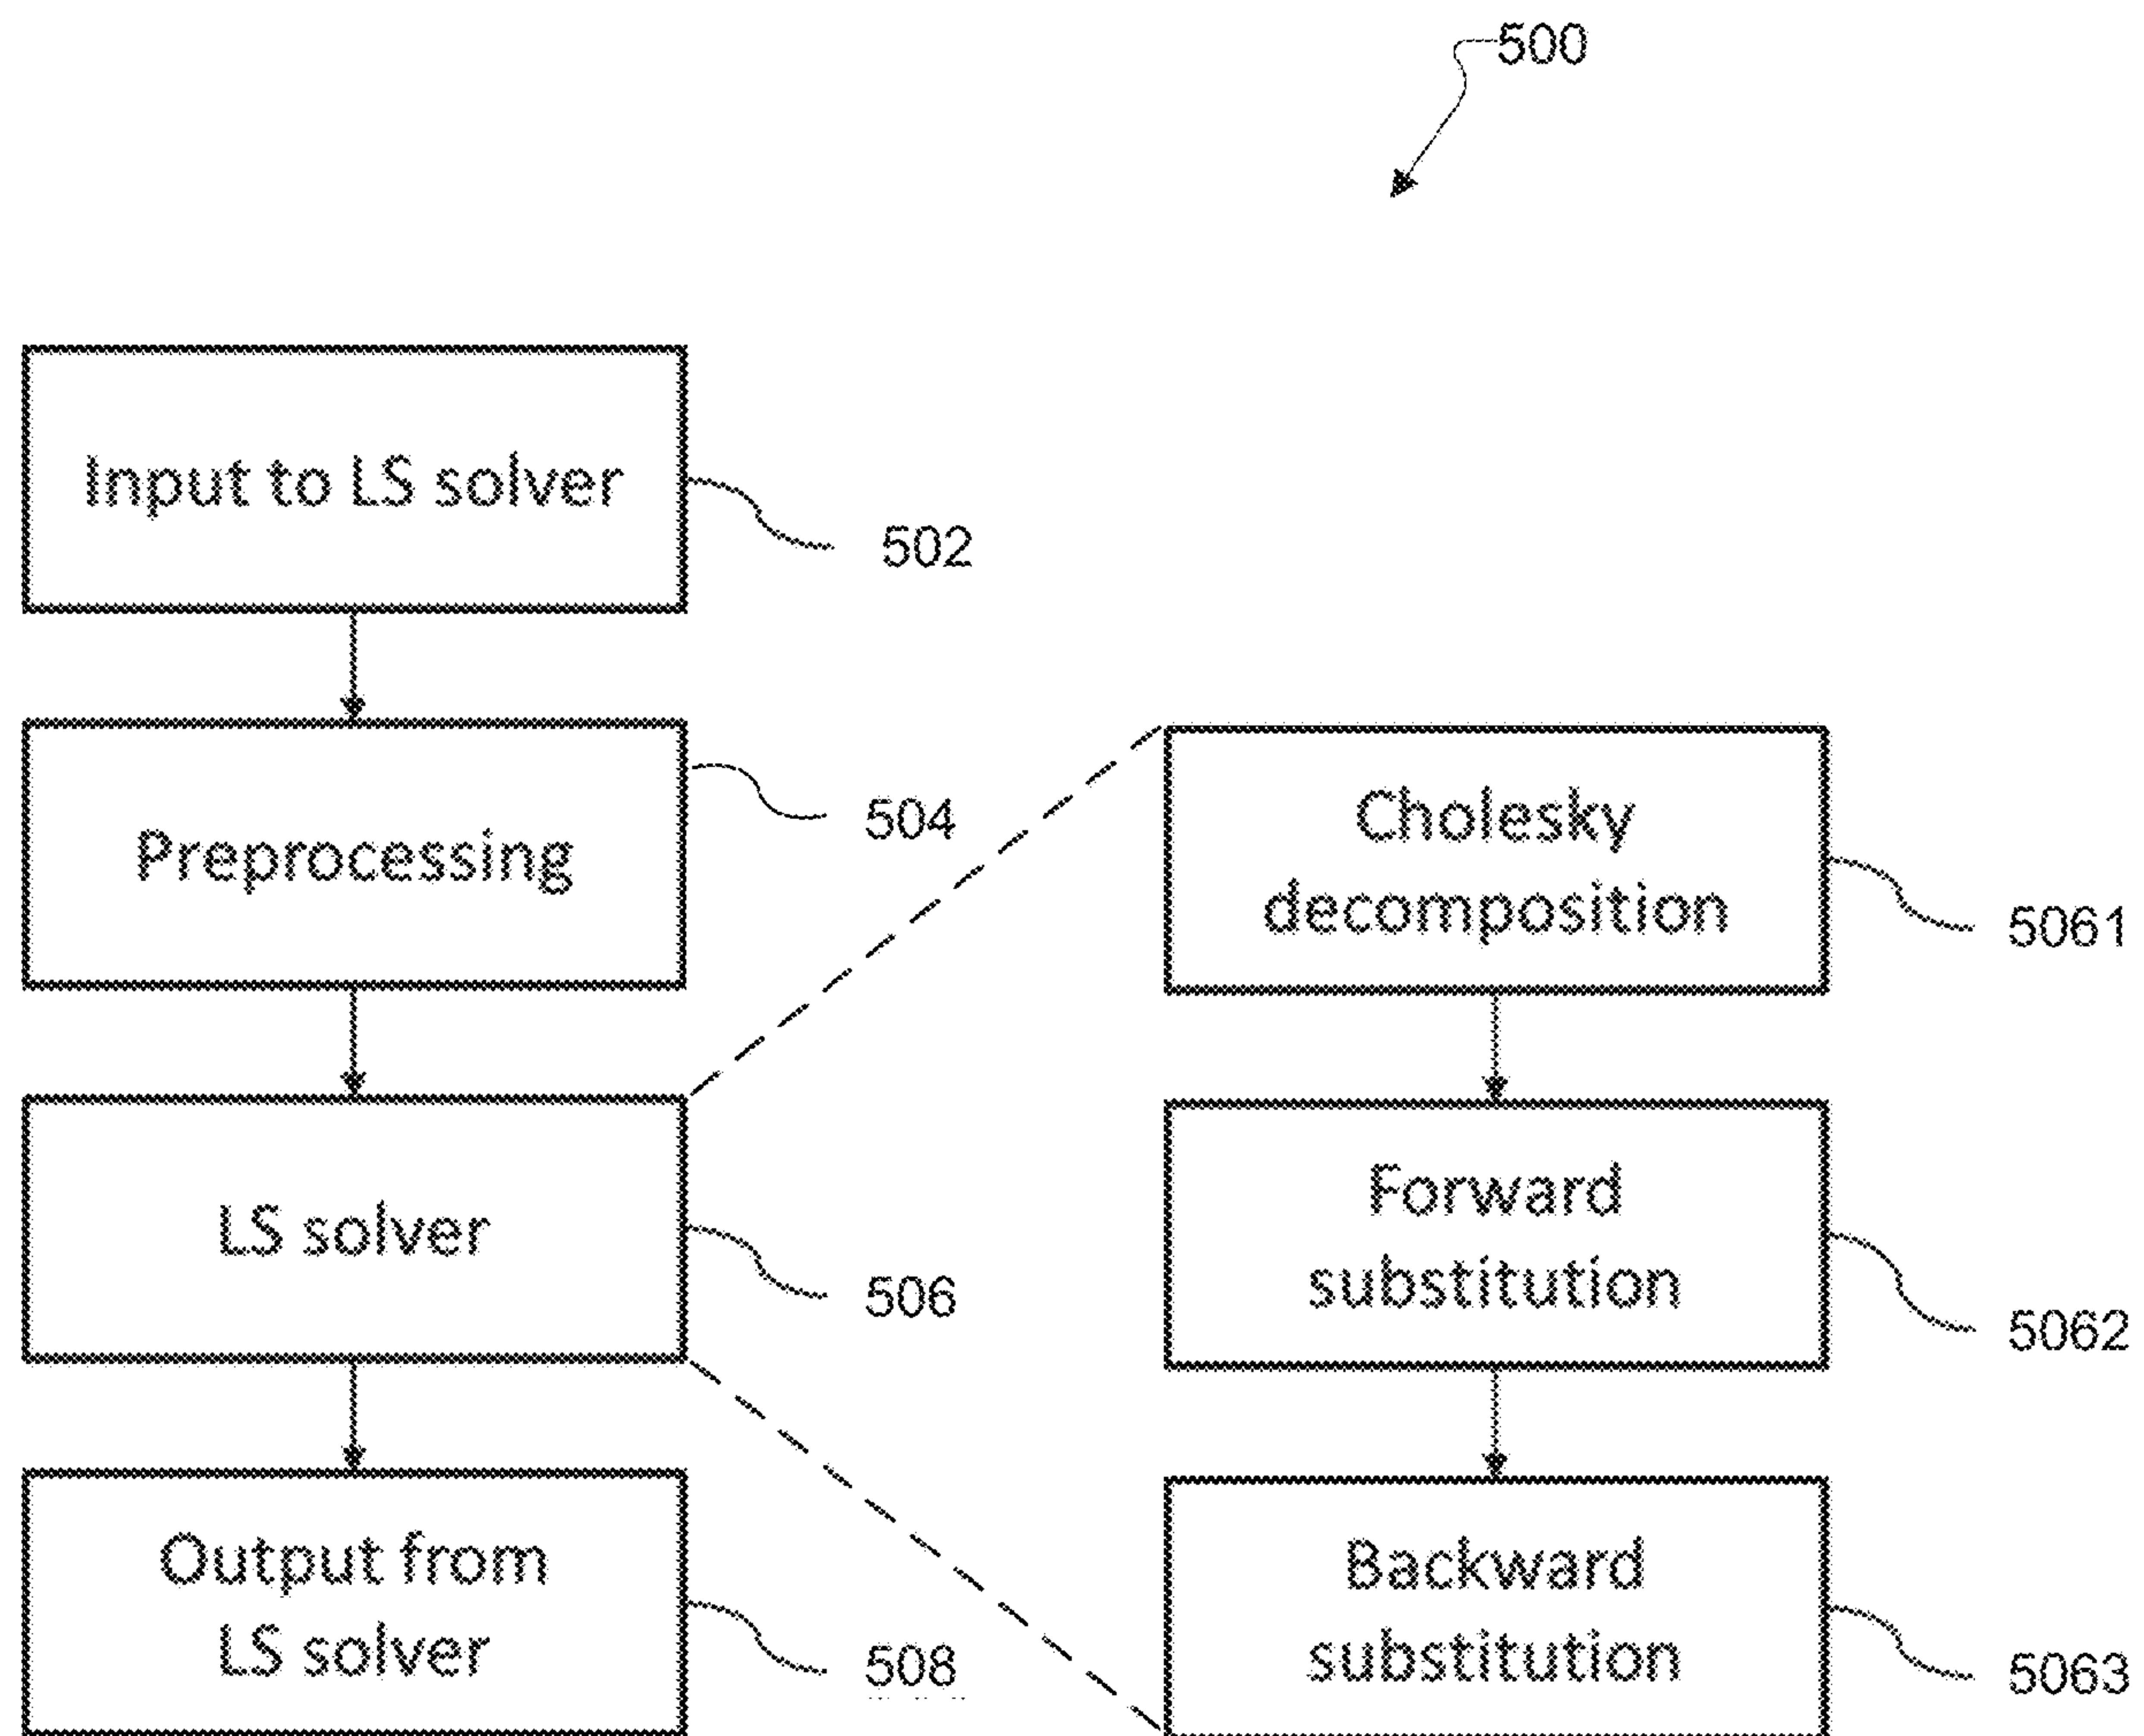 500
Input to LS solver
502
Preprocessing
504
LS solver
506
Output from
LS solver
508
Cholesky
decomposition
5061
Forward
substitution
5062
Backward
substitution
5063